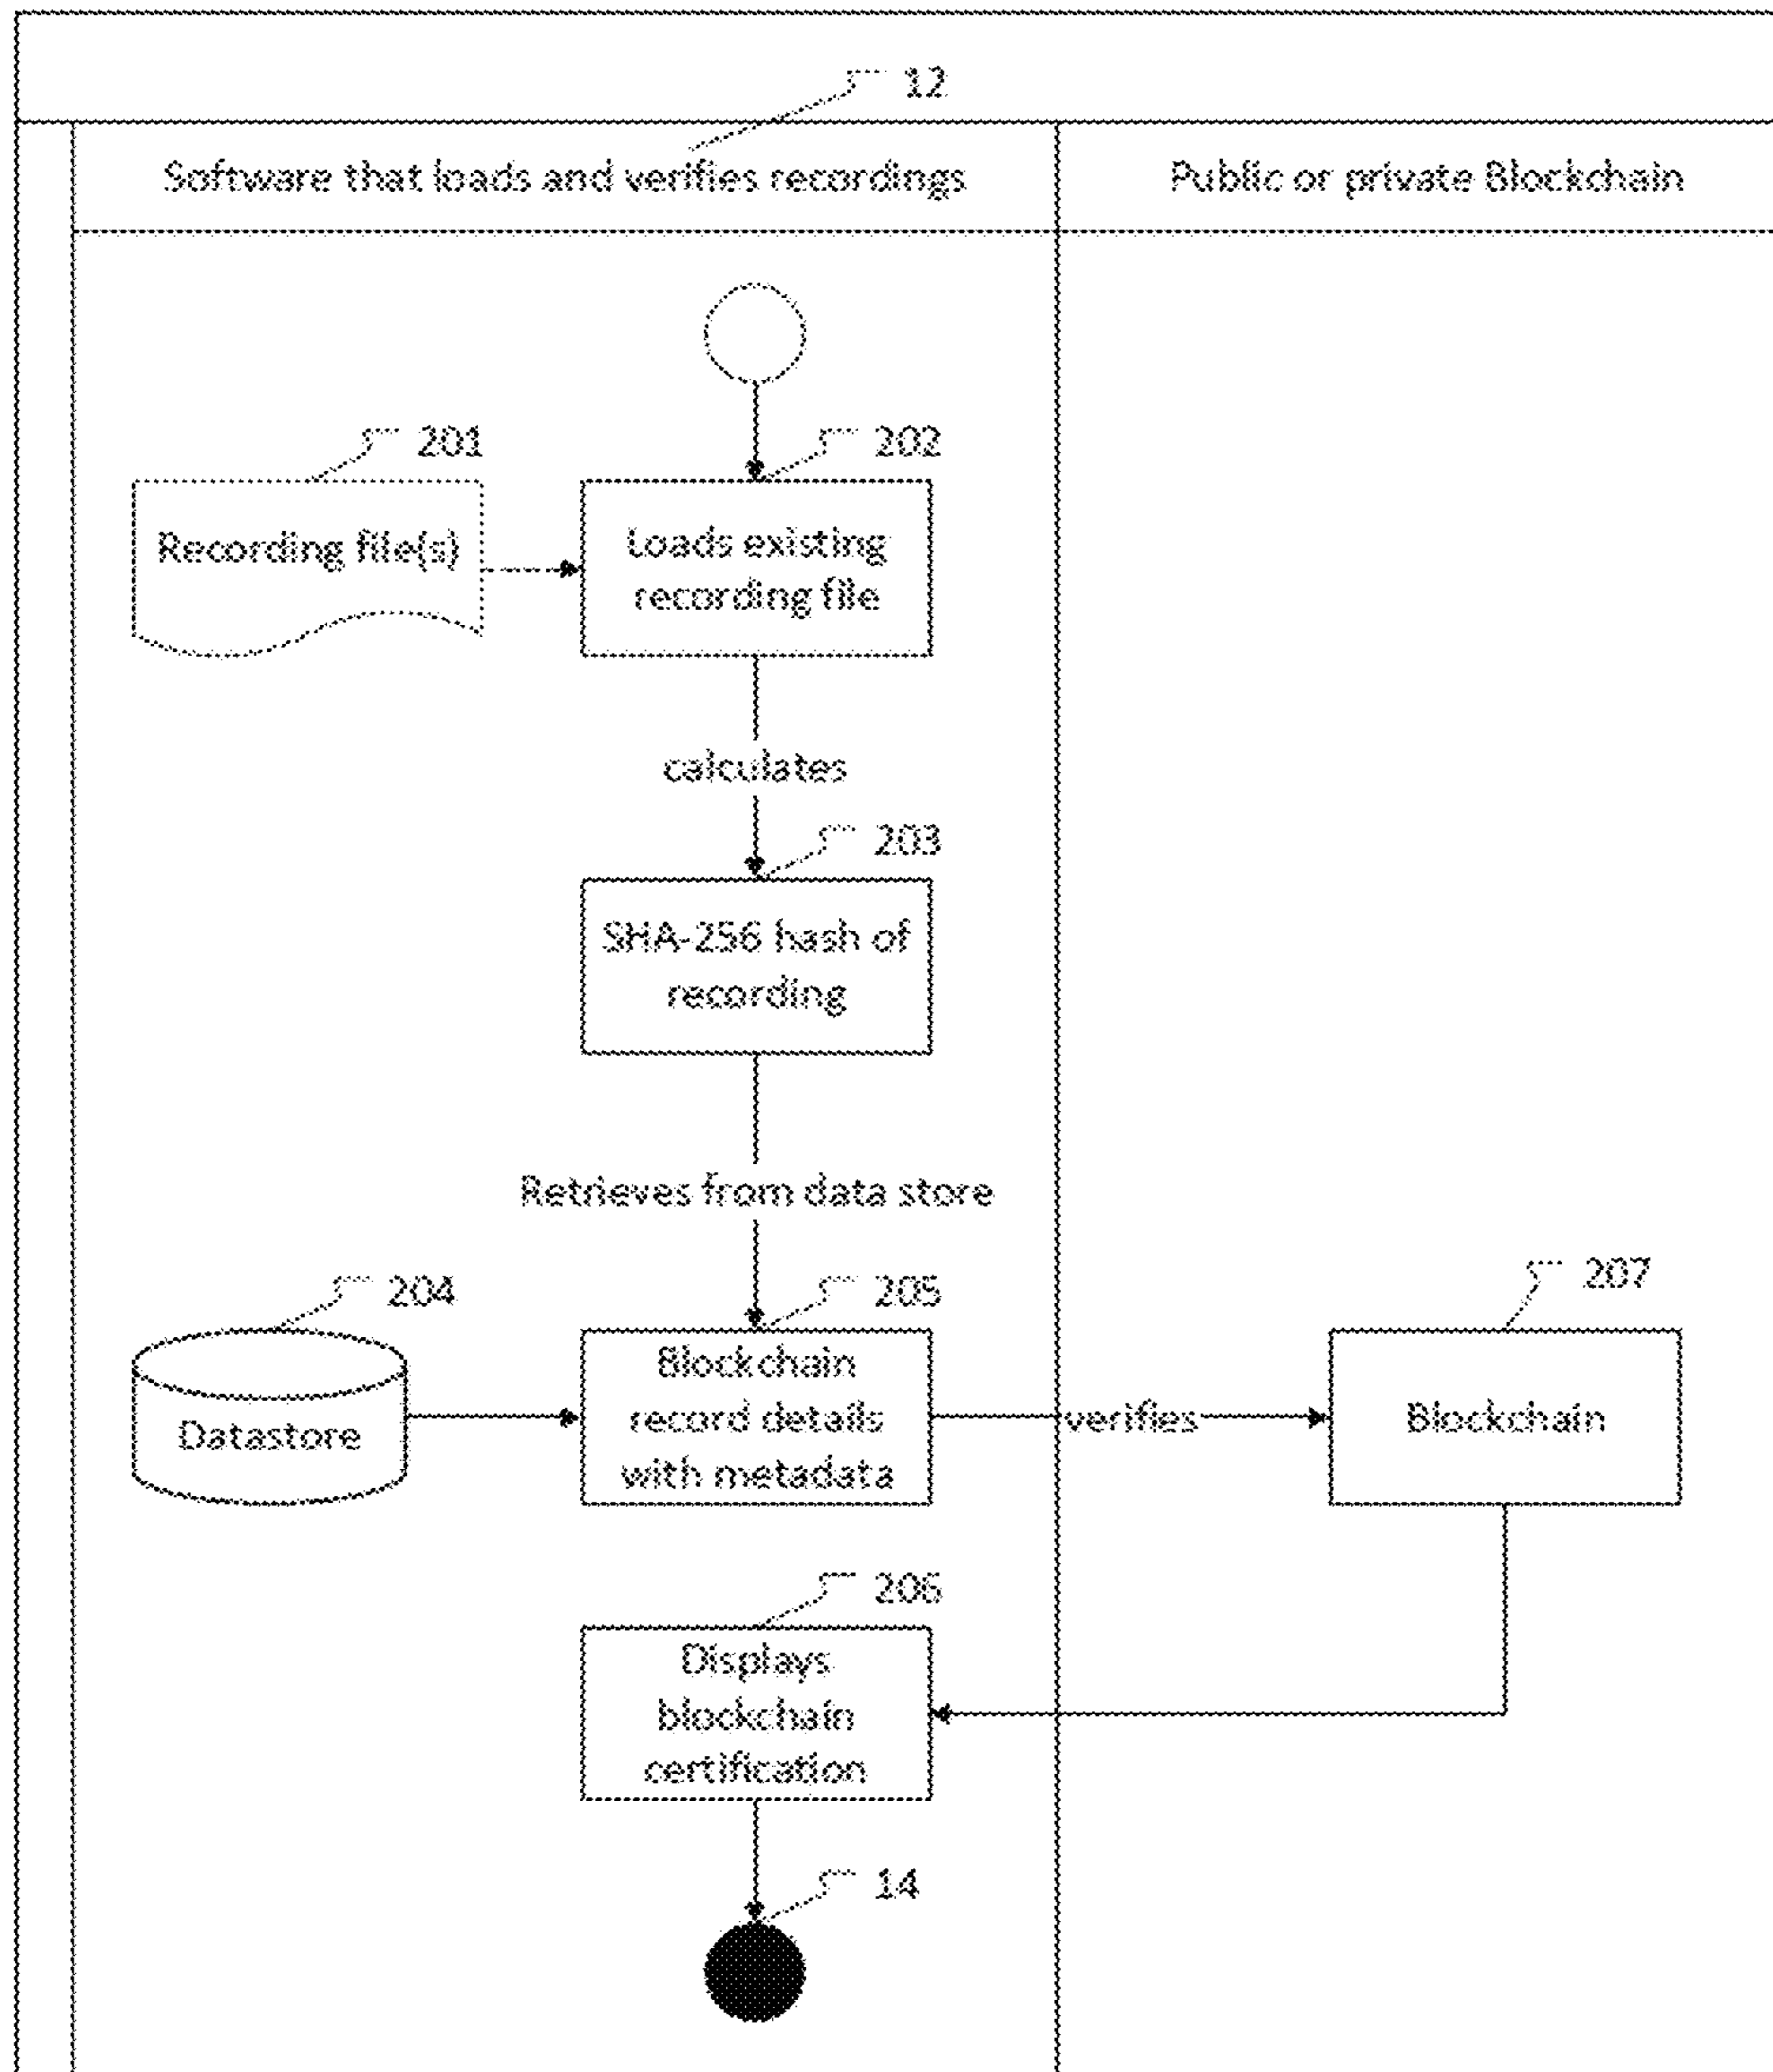 12
Software that loads and verifies recordings
Public or private Blockchain
201
202
Recording file(s)
Loads existing
recording file
calculates
203
SHA-256 hash of
recording
Retrieves from data store
204
205
207
Datastore
Blockchain
record details
with metadata
verifies
Blockchain
206
Displays
blockchain
certification
14